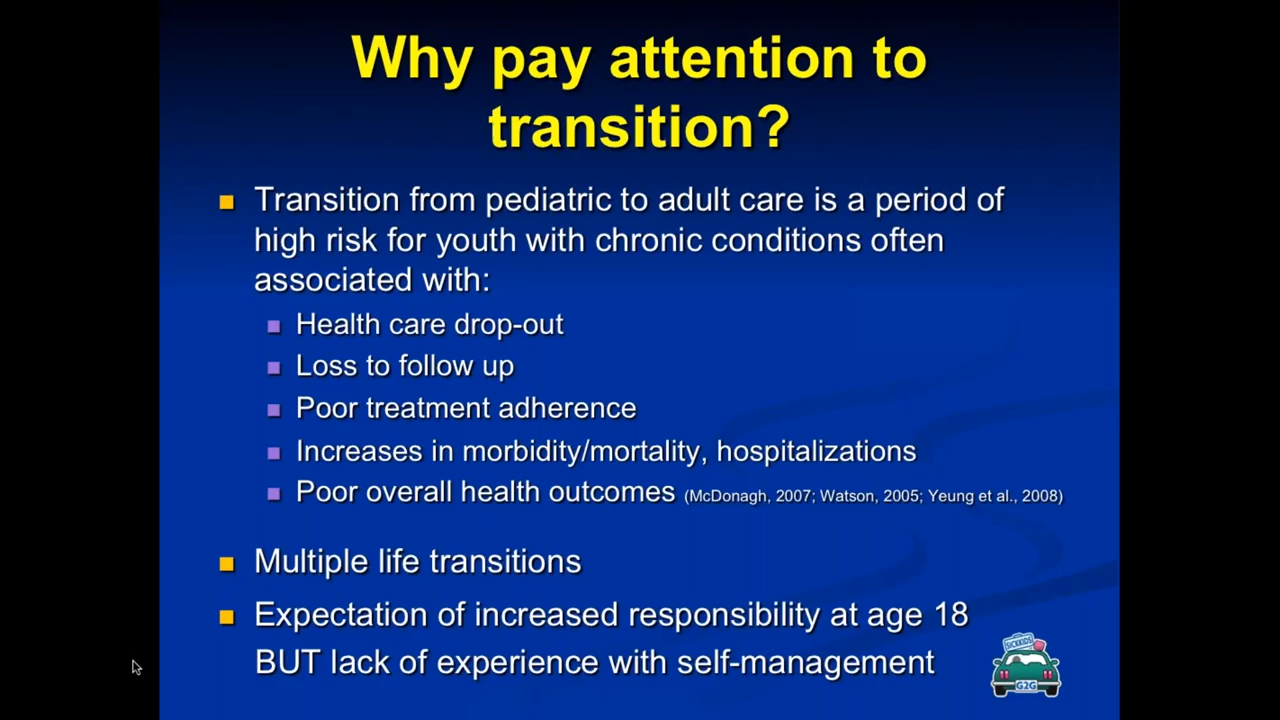 Why pay attention to
transition?
Transition from pediatric to adult care is a period of
high risk for youth with chronic conditions often
associated with:
Health care drop-out
Loss to follow up
Poor treatment adherence
Increases in morbidity/mortality, hospitalizations
Poor overall health outcomes (McDonagh, 2007; Watson, 2005; Yeung et al., 2008)
Multiple life transitions
Expectation of increased responsibility at age 18
BUT lack of experience with self-management
G2G